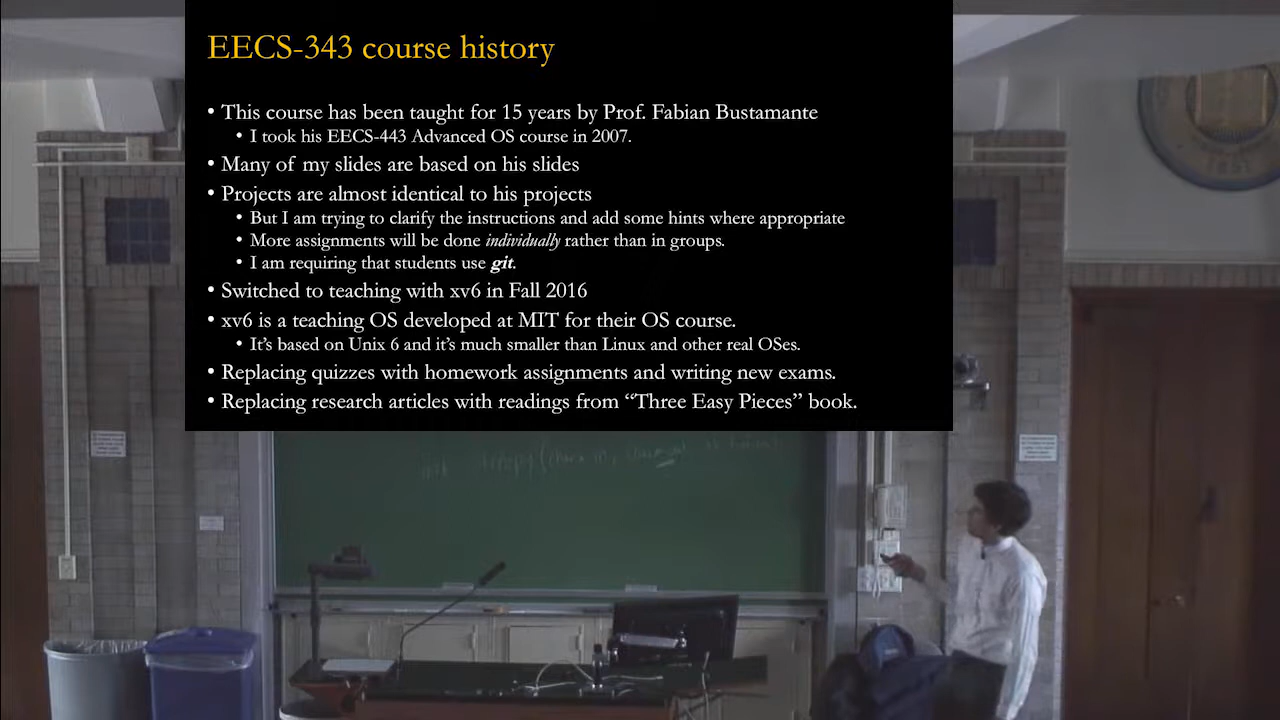 EECS-343 course history
• This course has been taught for 15 years by Prof. Fabian Bustamante
• I took his EECS-443 Advanced OS course in 2007.
• Many of my slides are based on his slides
• Projects are almost identical to his projects
• But I am trying to clarify the instructions and add some hints where appropriate
• More assignments will be done individually rather than in groups.
• I am requiring that students use git.
• Switched to teaching with xv6 in Fall 2016
• xv6 is a teaching OS developed at MIT for their OS course.
• It's based on Unix 6 and it's much smaller than Linux and other real OSes.
• Replacing quizzes with homework assignments and writing new exams.
• Replacing research articles with readings from “Three Easy Pieces” book.